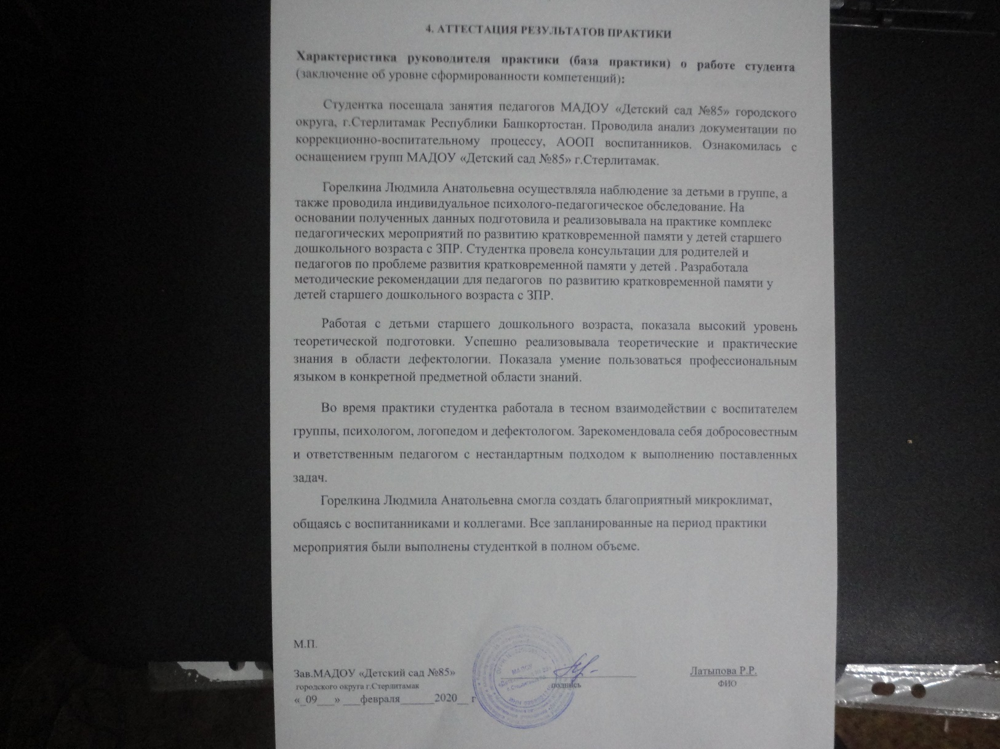 4. АТТЕСТАЦИЯ РЕЗУЛЬТАТОВ ПРАКТИКИ
Характеристика руководителя практики (база практики) о работе студента
(заключение об уровне сформированности компетенций):
Студентка посещала занятия педагогов МАДОУ «Детский сад №85» городского
округа, г.Стерлитамак Республики Башкортостан. Проводила анализ документации по
коррекционно-воспитательному процессу, АООП воспитанников. Ознакомилась с
оснащением групп МАДОУ «Детский сад №85» г.Стерлитамак.
Горелкина Людмила Анатольевна осуществляла наблюдение за детьми в группе, а
также проводила индивидуальное психолого-педагогическое обследование. На
основании полученных данных подготовила и реализовывала на практике комплекс
педагогических мероприятий по развитию кратковременной памяти у детей старшего
дошкольного возраста с ЗПР. Студентка провела консультации для родителей и
педагогов по проблеме развития кратковременной памяти у детей . Разработала
методические рекомендации для педагогов по развитию кратковременной памяти у
детей старшего дошкольного возраста с ЗПР.
Работая с детьми старшего дошкольного возраста, показала высокий уровень
теоретической подготовки. Успешно реализовывала теоретические и практические
знания в области дефектологии. Показала умение пользоваться профессиональным
языком в конкретной предметной области знаний.
Во время практики студентка работала в тесном взаимодействии с воспитателем
группы, психологом, логопедом и дефектологом. Зарекомендовала себя добросовестным
и ответственным педагогом с нестандартным подходом к выполнению поставленных
задач.
Горелкина Людмила Анатольевна смогла создать благоприятный микроклимат,
общаясь с воспитанниками и коллегами. Все запланированные на период практики
мероприятия были выполнены студенткой в полном объеме.
М.П.
Зав.МАДОУ «Детский сад №85» Латыпова Р.Р.
городского округа г.Стерлитамак подпись ФИО
«_09___» ___февраля______2020__ г
МАДОУ